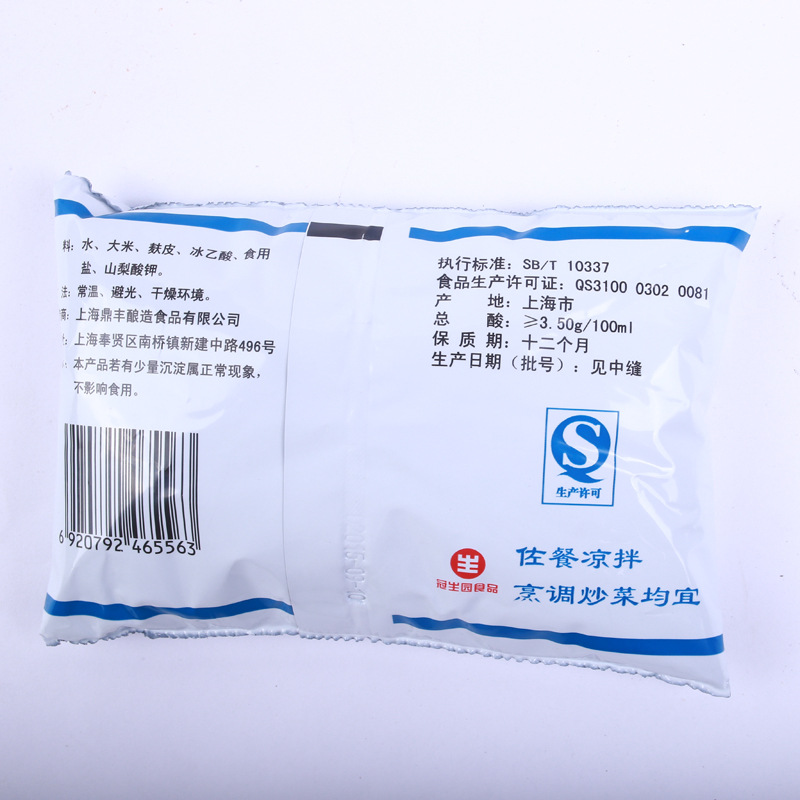 料：水、大米、麸皮、冰乙酸、食用
盐、山梨酸钾。
注：常温、避光、干燥环境。
商：上海鼎丰酿造食品有限公司
上海奉贤区南桥镇新建中路496号
本产品若有少量沉淀属正常现象，
不影响食用。
6 920792 465563
执行标准：SB/T 10337
食品生产许可证：QS3100 0302 0081
产 地：上海市
总 酸：≥3.50g/100ml
保 质 期：十二个月
生产日期（批号）：见中缝
生产许可
冠生园食品
佐餐凉拌
烹调炒菜均宜